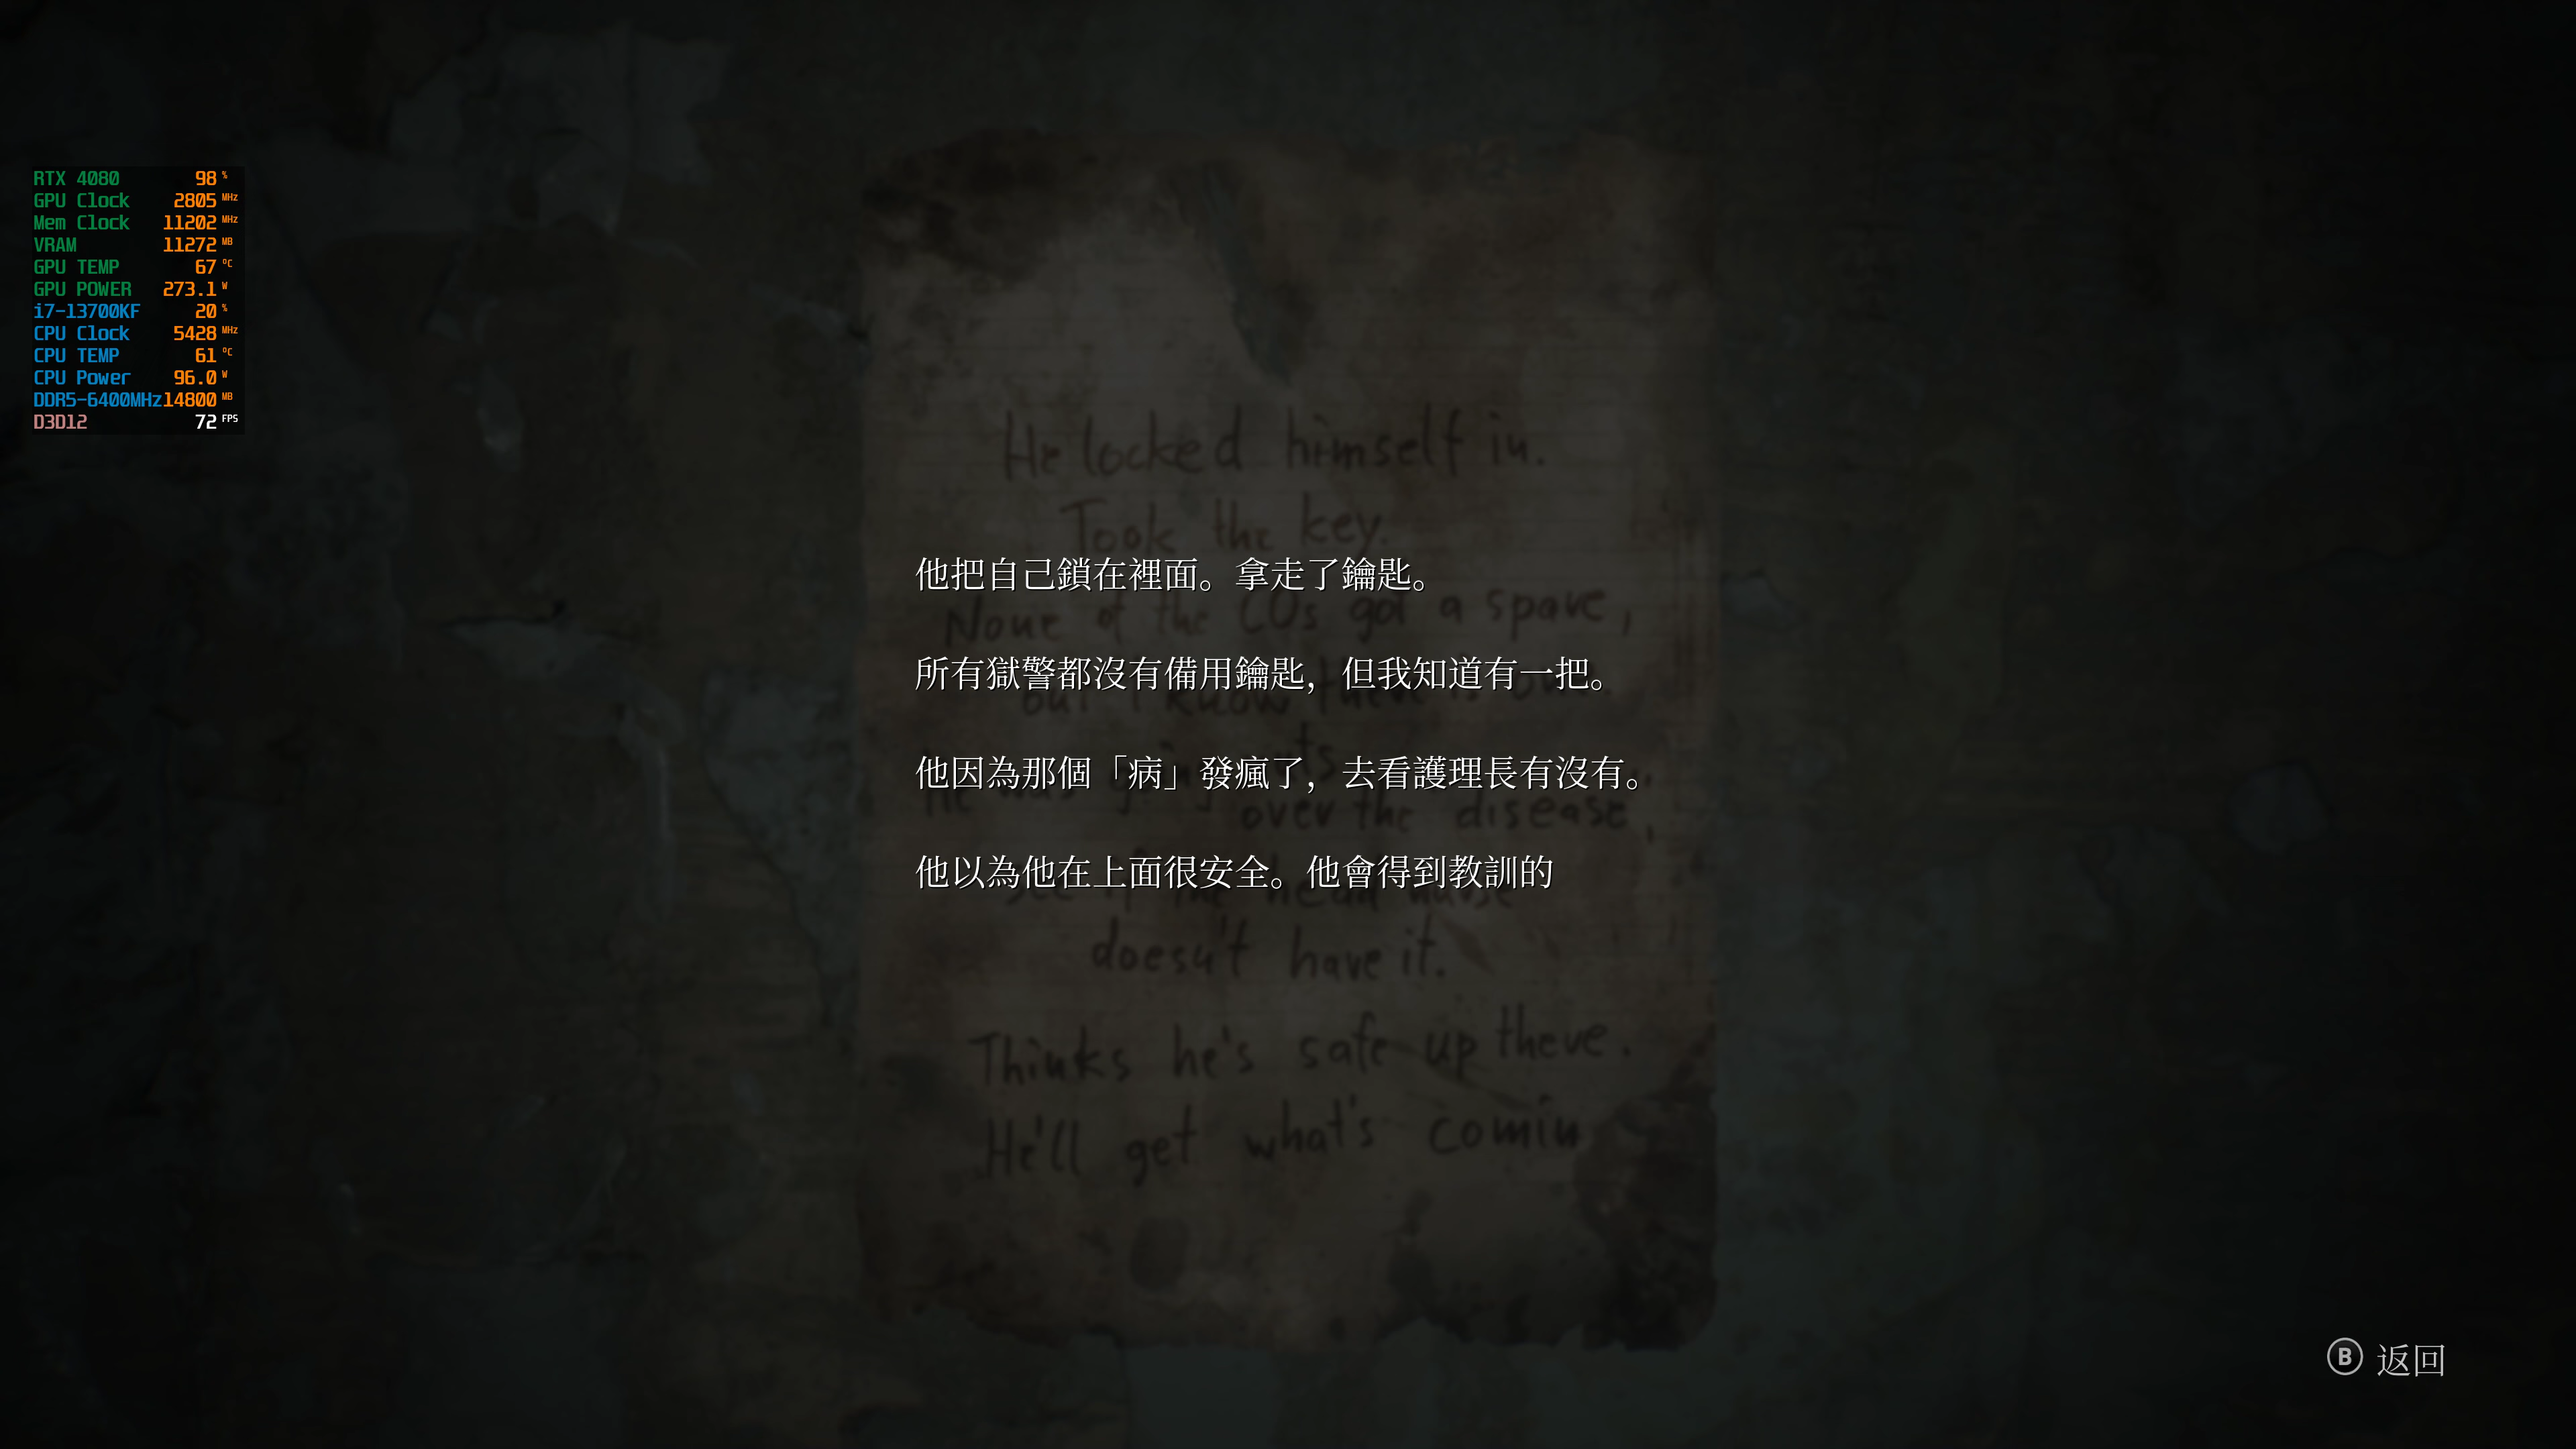 RTX 4080 98 %
GPU Clock 2805 MHz
Mem Clock 11202 MHz
VRAM 11272 MB
GPU TEMP 67 °C
GPU POWER 273.1 W
i7-13700KF 20 %
CPU Clock 5428 MHz
CPU TEMP 61 °C
CPU Power 96.0 W
DDR5-6400MHz 14800 MB
D3D12 72 FPS
He locked himself in.
Took the key.
他把自己鎖在裡面。拿走了鑰匙。
None of the COs got a spare,
所有獄警都沒有備用鑰匙，但我知道有一把。
but I know
他因為那個「病」發瘋了，去看護理長有沒有。
over the disease,
他以為他在上面很安全。他會得到教訓的
see if the head nurse
doesn't have it.
Thinks he's safe up there.
He'll get what's comin
B 返回